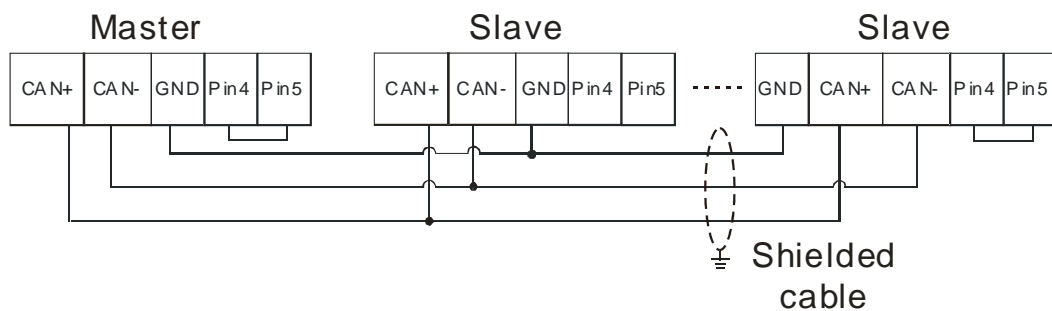 Master
Slave
Slave
CAN+ CAN- GND Pin4 Pin5
CAN+ CAN- GND Pin4 Pin5
GND CAN+ CAN- Pin4 Pin5
Shielded
cable